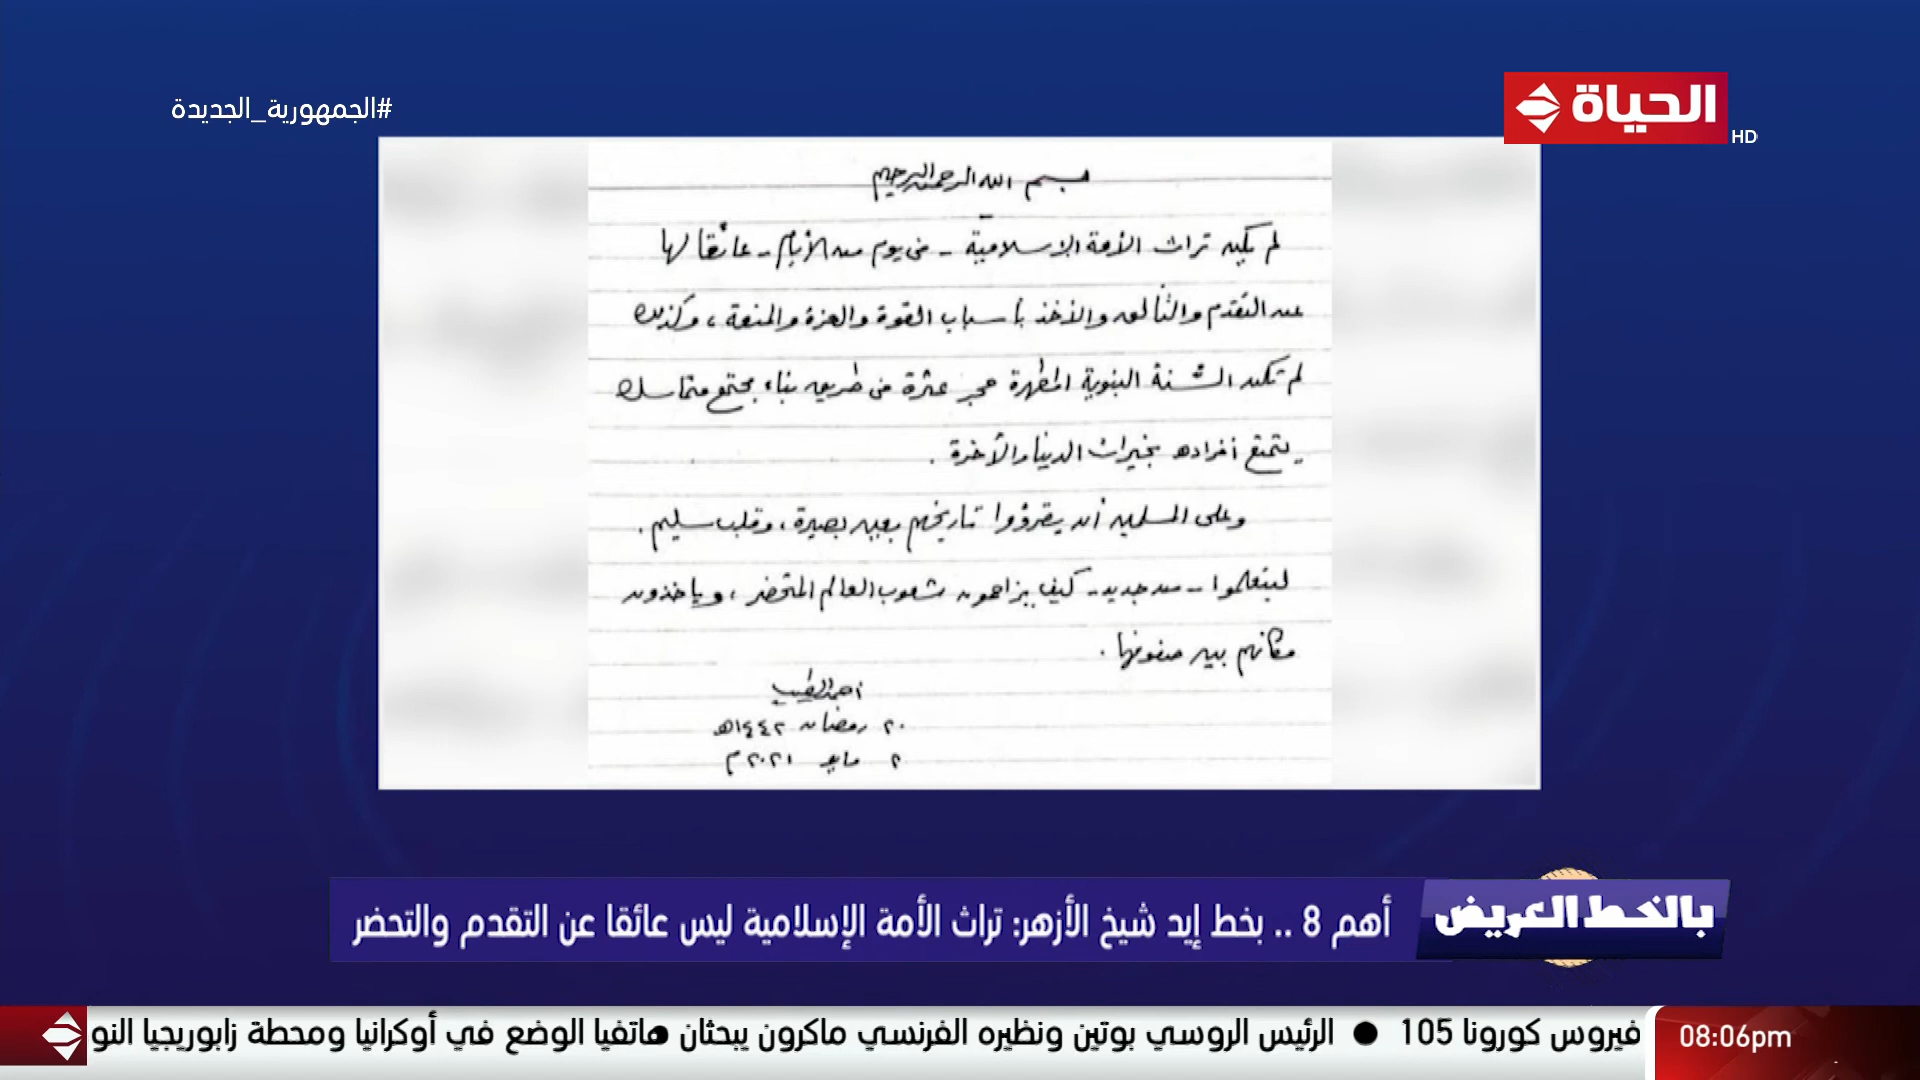 #الجمهورية_الجديدة
الحياة
HD
بسم الله الرحمن الرحيم
لم يكن تراث الأمة الإسلامية - في يوم من الأيام - عائقا لها
عن التقدم والتألق والأخذ بأسباب القوة والعزة والمنعة، وكذلك
لم تكن السُّنة النبوية المطهرة حجر عثرة في طريق بناء مجتمع متماسك
يتمتع أفراده بخيرات الدنيا والآخرة.
وعلى المسلمين أن يقرؤوا تاريخهم بعين بصيرة، وقلب سليم.
ليتعلموا - من جديد - كيف يزاحمون شعوب العالم المتحضر، ويأخذون
مكانهم بين صفوفها.
أحمد الطيب
٢٠ رمضان ١٤٤٢هـ
٢ مايو ٢٠٢١م
بالخط العريض
أهم 8 .. بخط إيد شيخ الأزهر: تراث الأمة الإسلامية ليس عائقا عن التقدم والتحضر
08:06pm
فيروس كورونا 105 ● الرئيس الروسي بوتين ونظيره الفرنسي ماكرون يبحثان هاتفيا الوضع في أوكرانيا ومحطة زابوريجيا النو